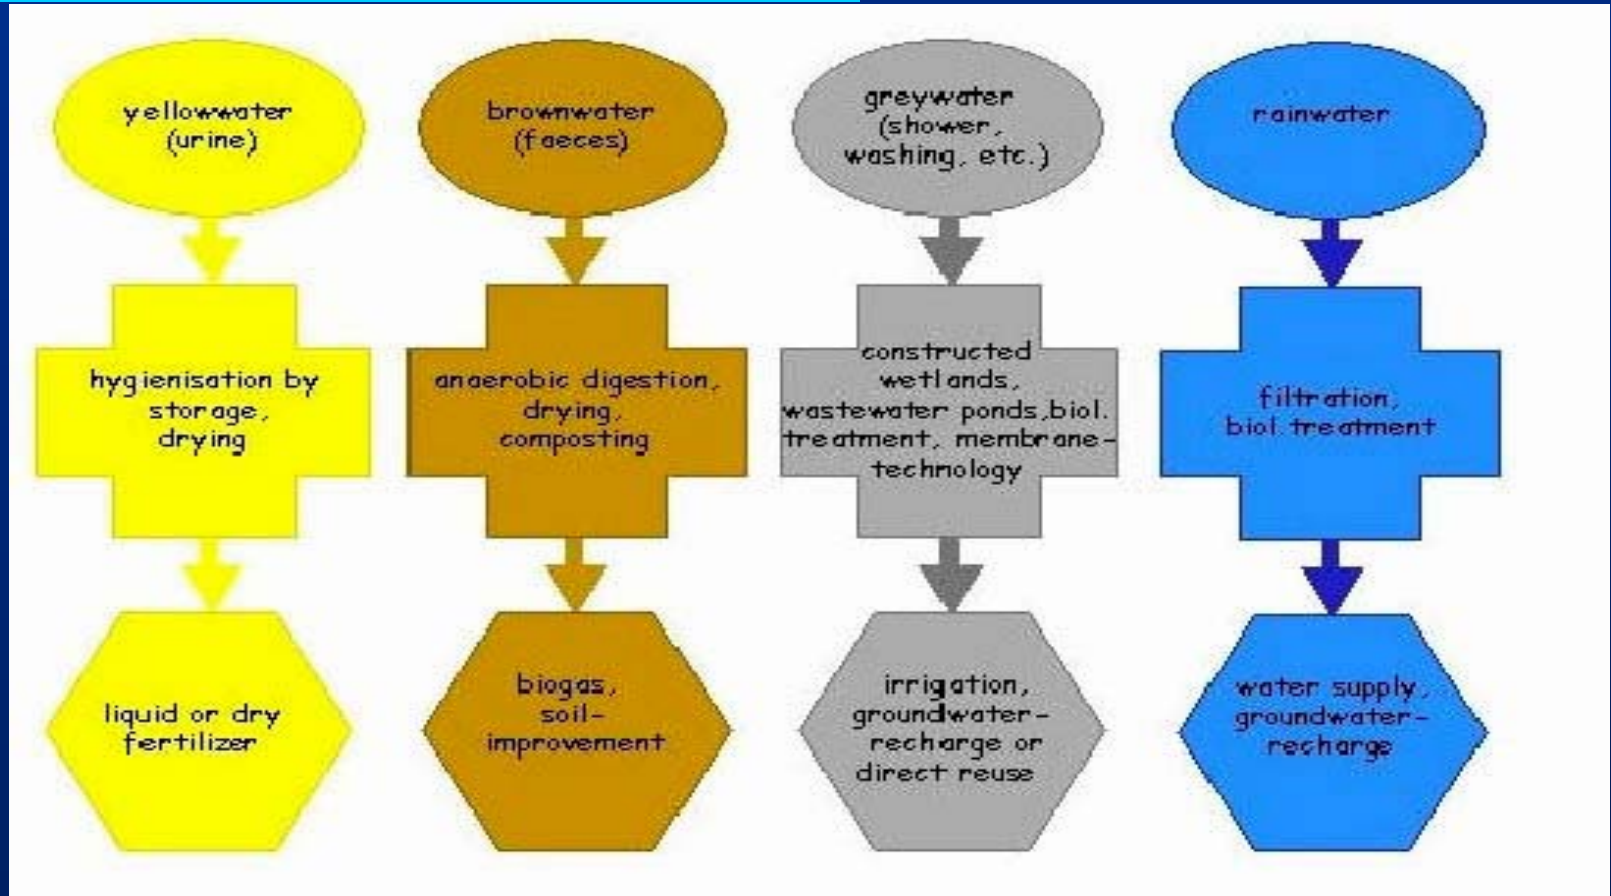 yellowwater
(urine)
brownwater
(faeces)
greywater
(shower,
washing, etc.)
rainwater
hygienisation by
storage,
drying
anaerobic digestion,
drying,
composting
constructed
wetlands,
wastewater ponds,biol.
treatment, membrane-
technology
filtration,
biol. treatment
liquid or dry
fertilizer
biogas,
soil-
improvement
irrigation,
groundwater-
recharge or
direct reuse
water supply,
groundwater-
recharge